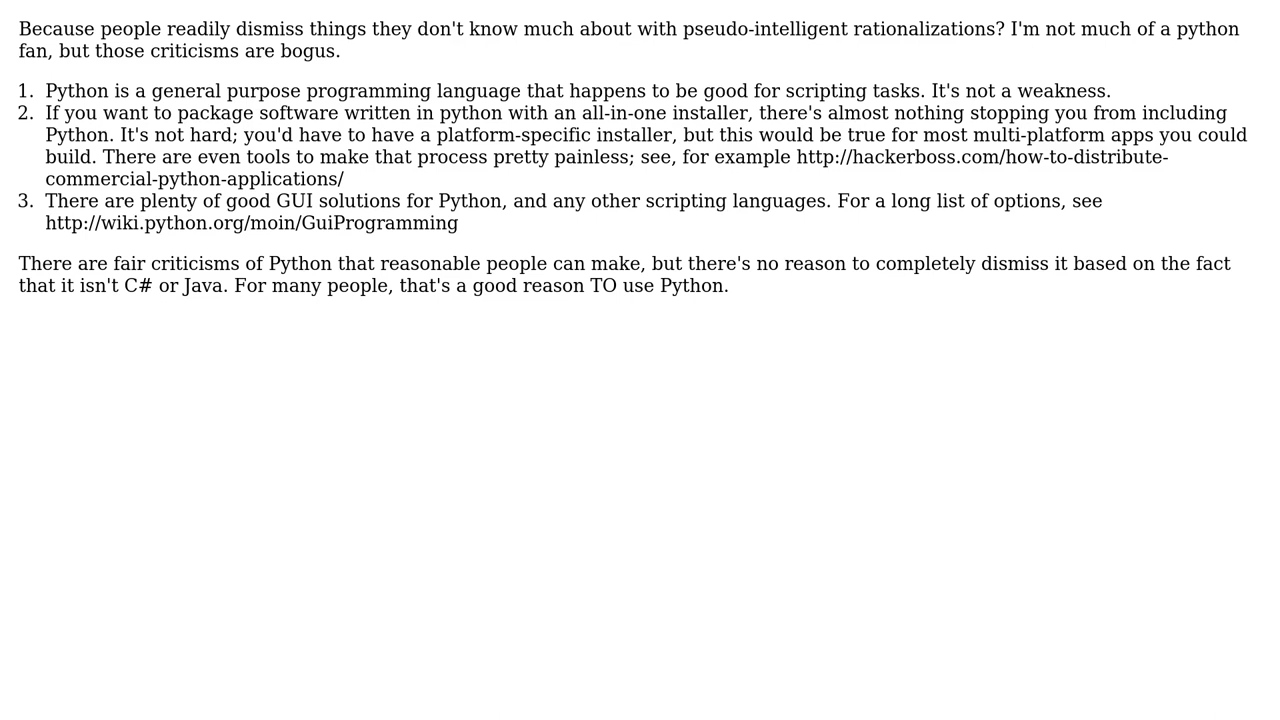 Because people readily dismiss things they don't know much about with pseudo-intelligent rationalizations? I'm not much of a python
fan, but those criticisms are bogus.
1. Python is a general purpose programming language that happens to be good for scripting tasks. It's not a weakness.
2. If you want to package software written in python with an all-in-one installer, there's almost nothing stopping you from including
Python. It's not hard; you'd have to have a platform-specific installer, but this would be true for most multi-platform apps you could
build. There are even tools to make that process pretty painless; see, for example http://hackerboss.com/how-to-distribute-
commercial-python-applications/
3. There are plenty of good GUI solutions for Python, and any other scripting languages. For a long list of options, see
http://wiki.python.org/moin/GuiProgramming
There are fair criticisms of Python that reasonable people can make, but there's no reason to completely dismiss it based on the fact
that it isn't C# or Java. For many people, that's a good reason TO use Python.